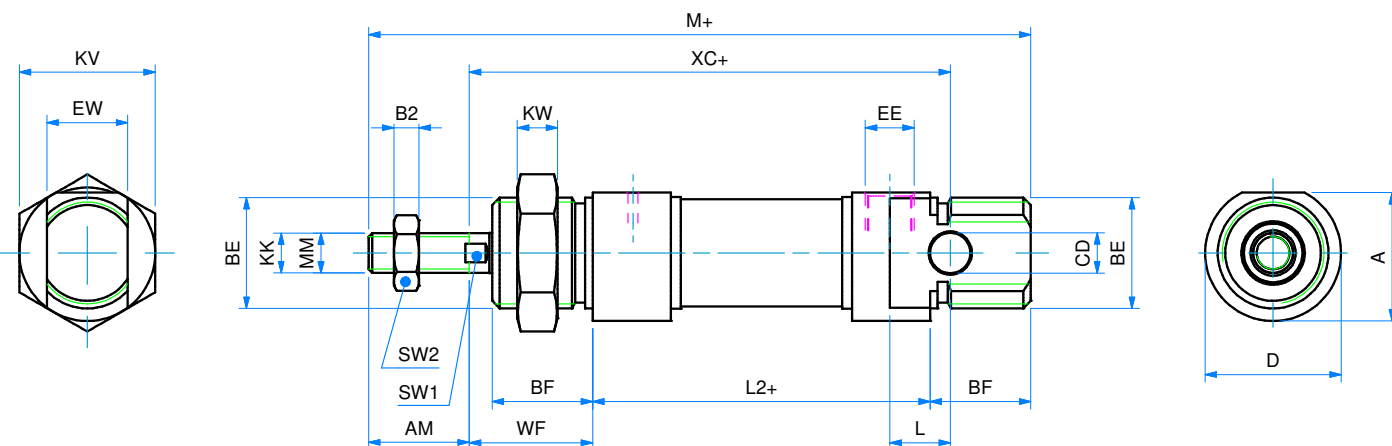 M+
KV
XC+
EW
B2
KW
EE
BE
KK
MM
CD
BE
A
SW2
SW1
BF
L2+
BF
D
AM
WF
L